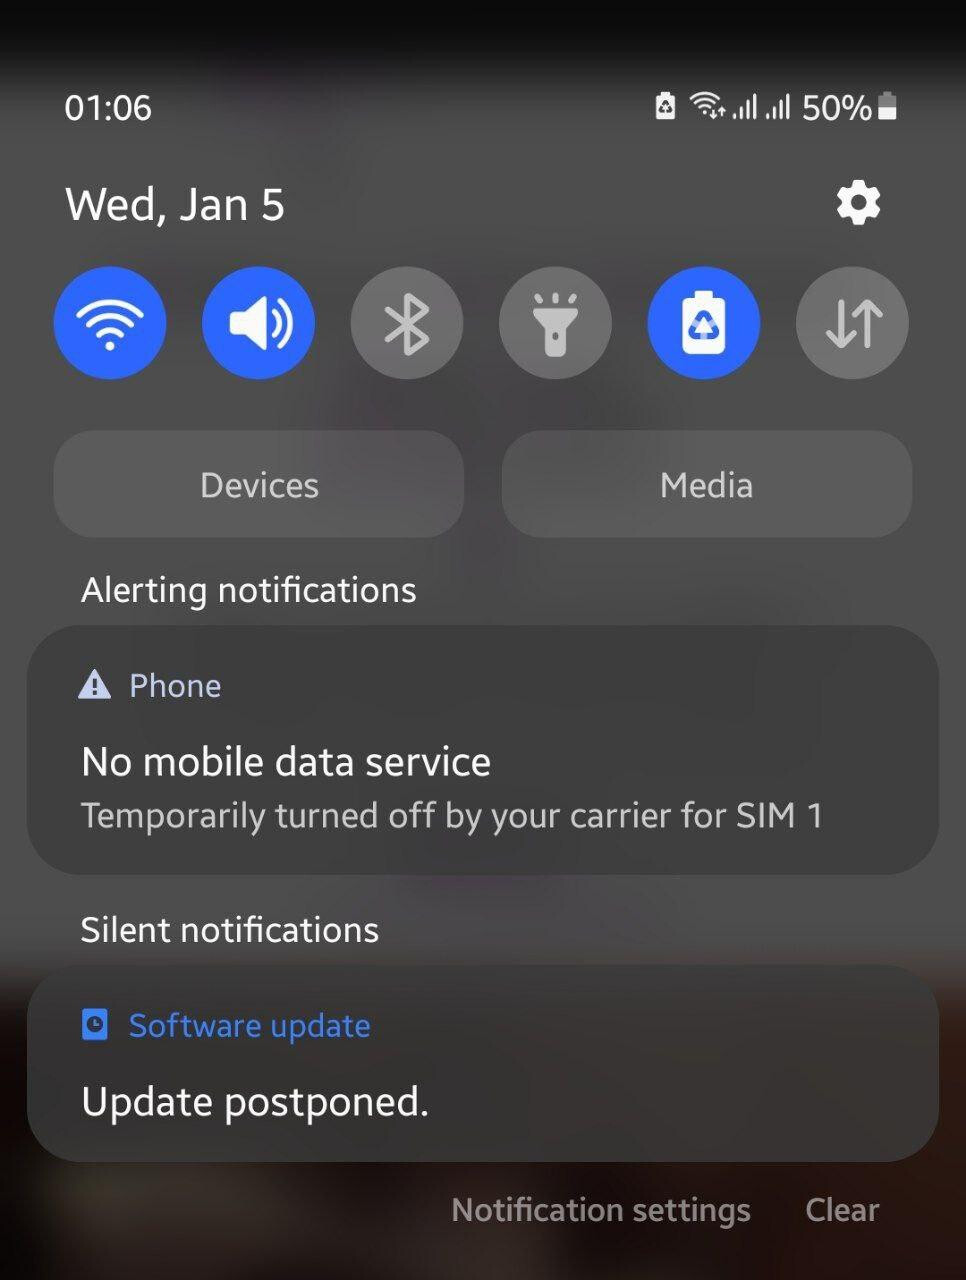 01:06 50%
Wed, Jan 5
Devices Media
Alerting notifications
Phone
No mobile data service
Temporarily turned off by your carrier for SIM 1
Silent notifications
Software update
Update postponed.
Notification settings Clear